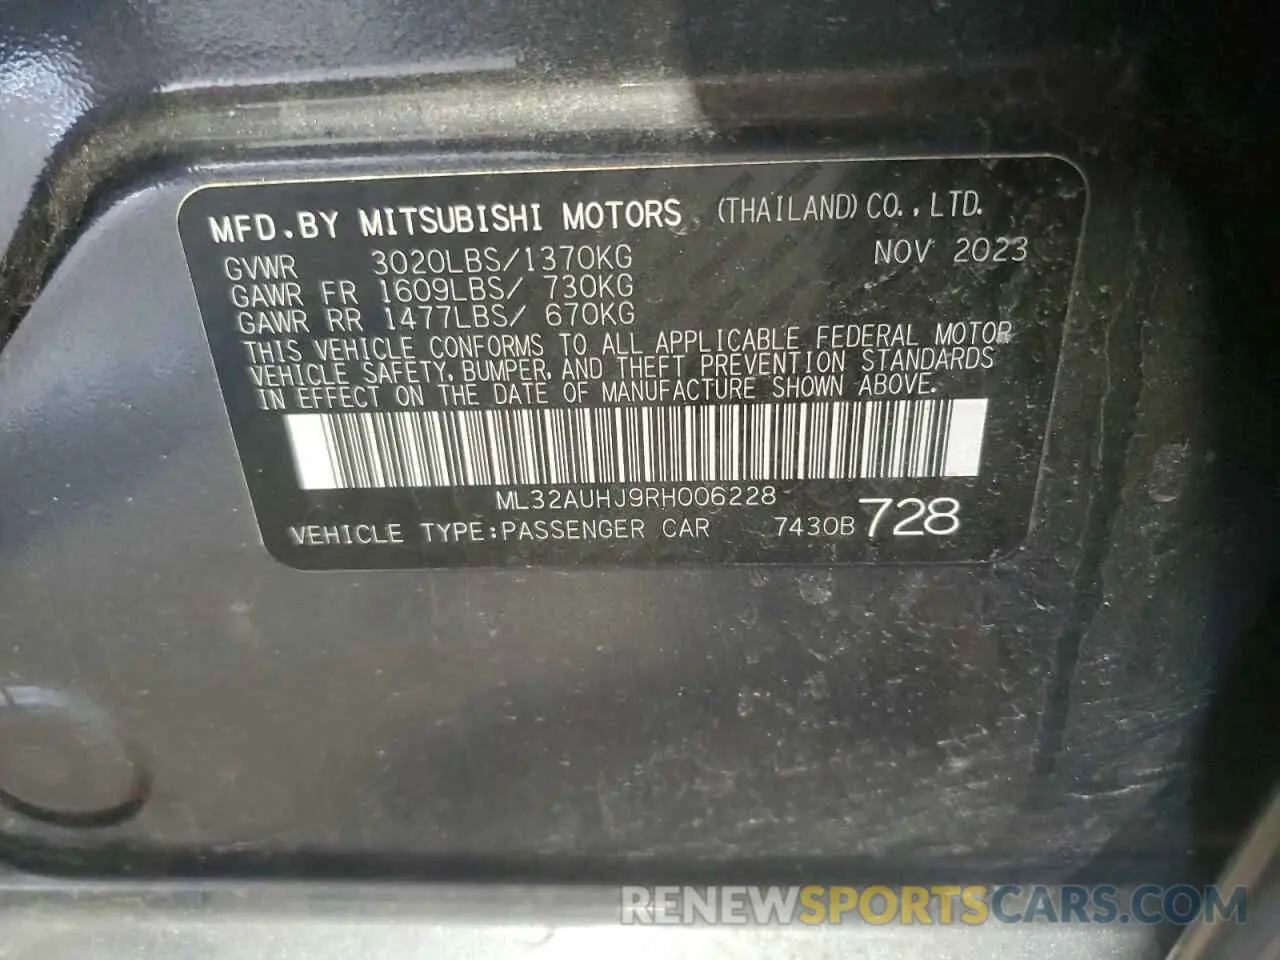 MFD.BY MITSUBISHI MOTORS (THAILAND) CO.,LTD.
GVWR 3020LBS/1370KG NOV 2023
GAWR FR 1609LBS/ 730KG
GAWR RR 1477LBS/ 670KG
THIS VEHICLE CONFORMS TO ALL APPLICABLE FEDERAL MOTOR
VEHICLE SAFETY, BUMPER, AND THEFT PREVENTION STANDARDS
IN EFFECT ON THE DATE OF MANUFACTURE SHOWN ABOVE.
ML32AUHJ9RH006228
VEHICLE TYPE:PASSENGER CAR 7430B 728
RENEWSPORTSCARS.COM